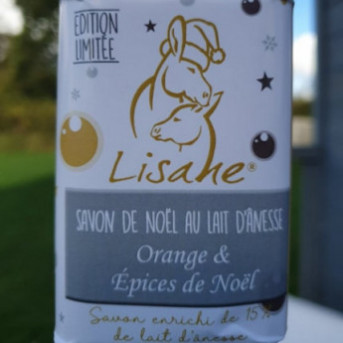 ÉDITION
LIMITÉE
Lisane®
SAVON DE NOËL AU LAIT D'ÂNESSE
Orange &
Épices de Noël
Savon enrichi de 15%
de lait d'ânesse